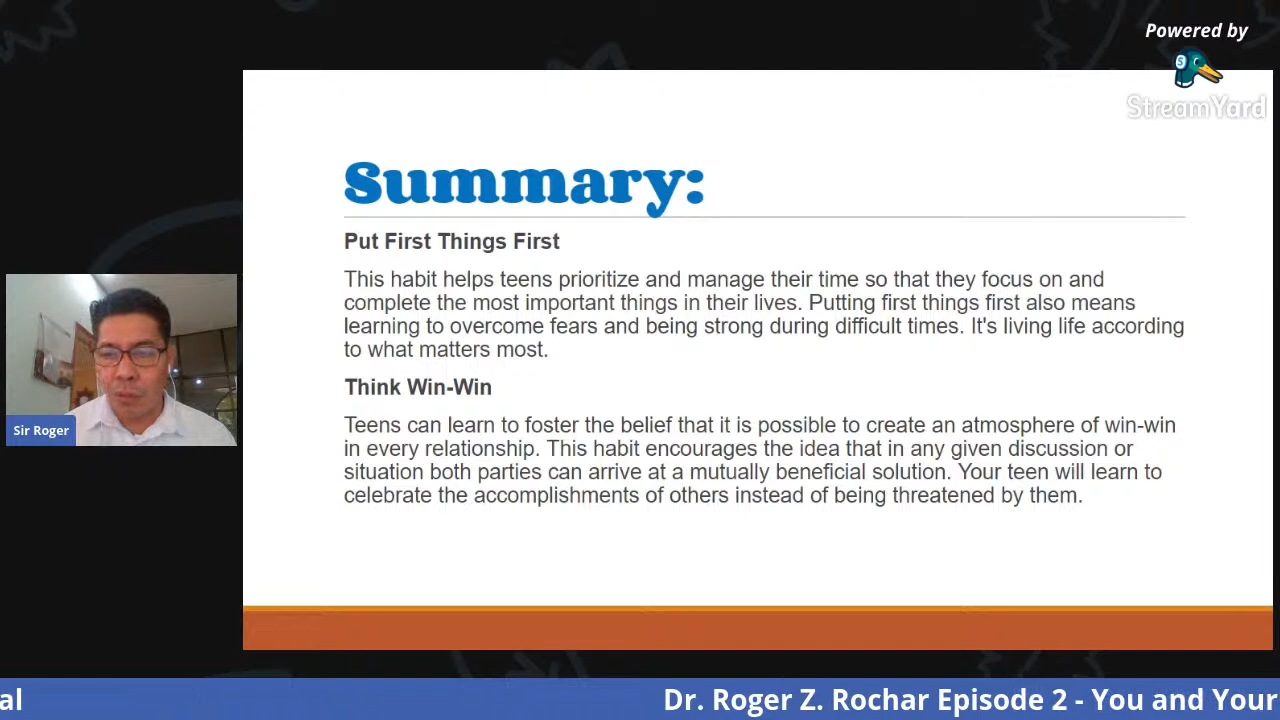 Powered by
StreamYard
Summary:
Put First Things First
This habit helps teens prioritize and manage their time so that they focus on and
complete the most important things in their lives. Putting first things first also means
learning to overcome fears and being strong during difficult times. It's living life according
to what matters most.
Think Win-Win
Teens can learn to foster the belief that it is possible to create an atmosphere of win-win
in every relationship. This habit encourages the idea that in any given discussion or
situation both parties can arrive at a mutually beneficial solution. Your teen will learn to
celebrate the accomplishments of others instead of being threatened by them.
Sir Roger
al
Dr. Roger Z. Rochar Episode 2 - You and Your